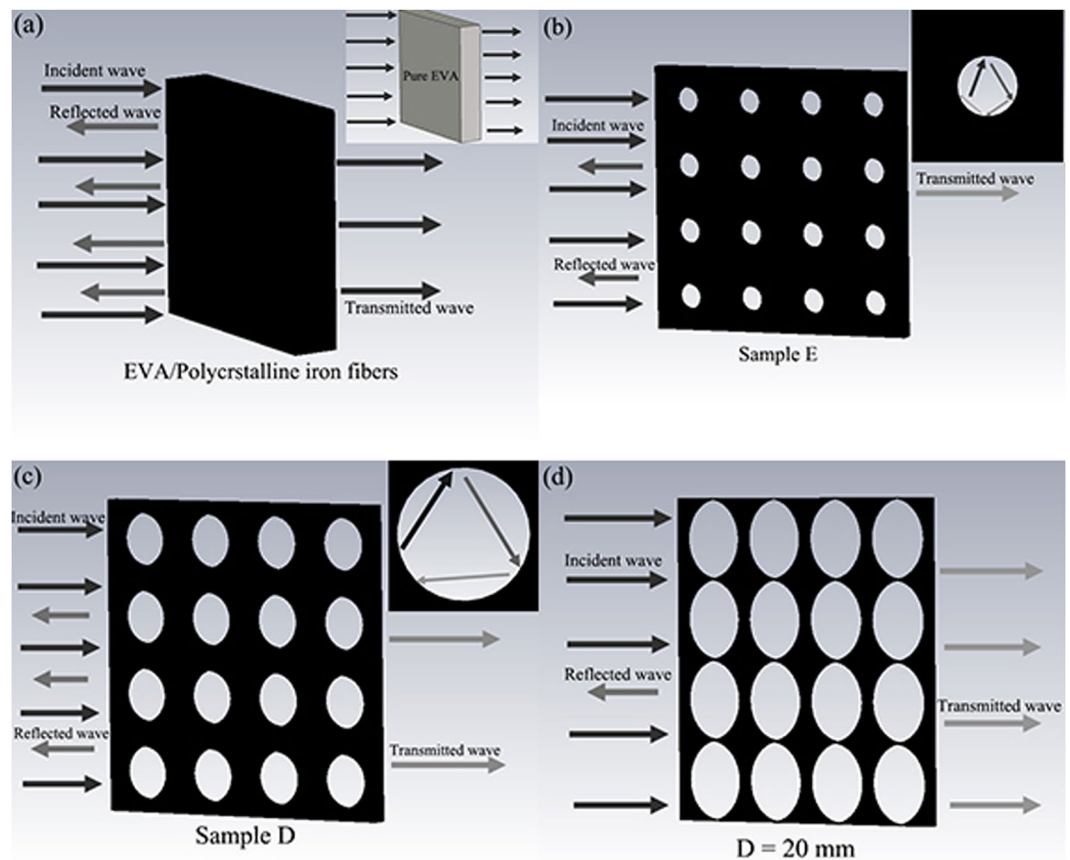 (a)
Incident wave
Reflected wave
Pure EVA
Transmitted wave
EVA/Polycrstalline iron fibers
(b)
Incident wave
Transmitted wave
Reflected wave
Sample E
(c)
Incident wave
Reflected wave
Transmitted wave
Sample D
(d)
Incident wave
Reflected wave
Transmitted wave
D = 20 mm